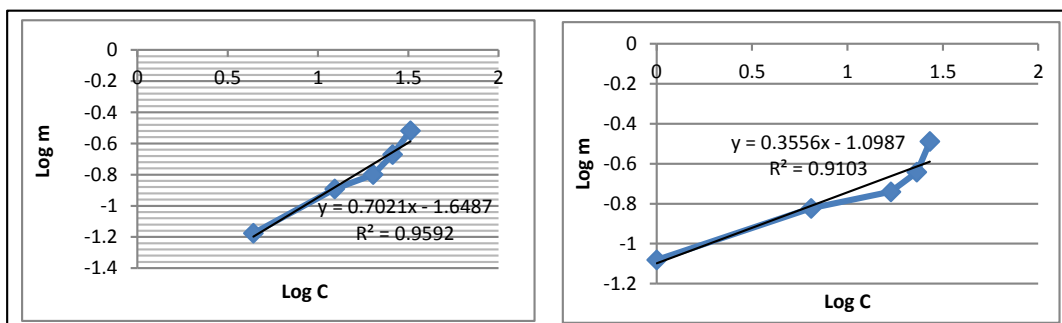 0
-0.2
-0.4
-0.6
-0.8
-1
-1.2
-1.4
0 0.5 1 1.5 2
Log m
y = 0.7021x - 1.6487
R² = 0.9592
Log C
0
-0.2
-0.4
-0.6
-0.8
-1
-1.2
0 1 1.5 2
Log m
y = 0.3556x - 1.0987
R² = 0.9103
Log C